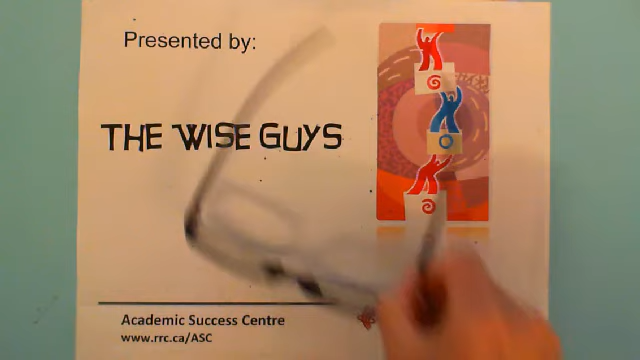 Presented by:
THE WISE GUYS
Academic Success Centre
www.rrc.ca/ASC